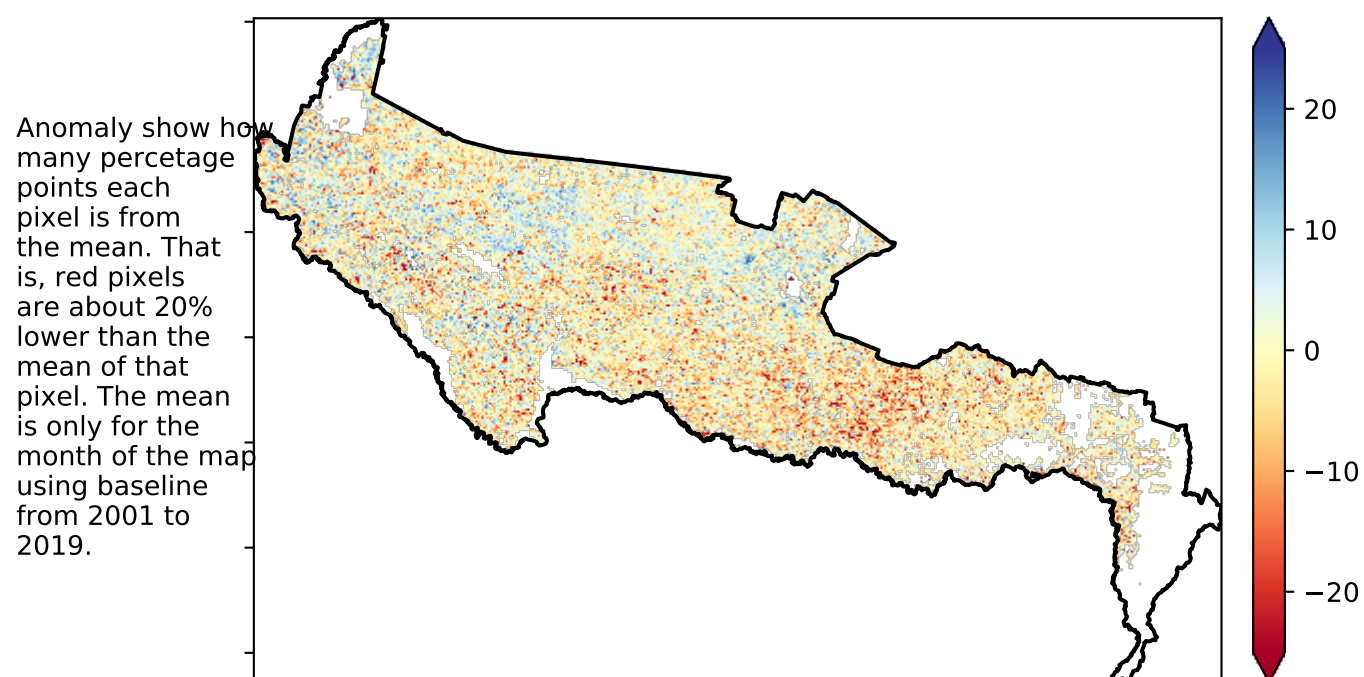 Anomaly show how
many percetage
points each
pixel is from
the mean. That
is, red pixels
are about 20%
lower than the
mean of that
pixel. The mean
is only for the
month of the map
using baseline
from 2001 to
2019.
20
10
0
−10
−20